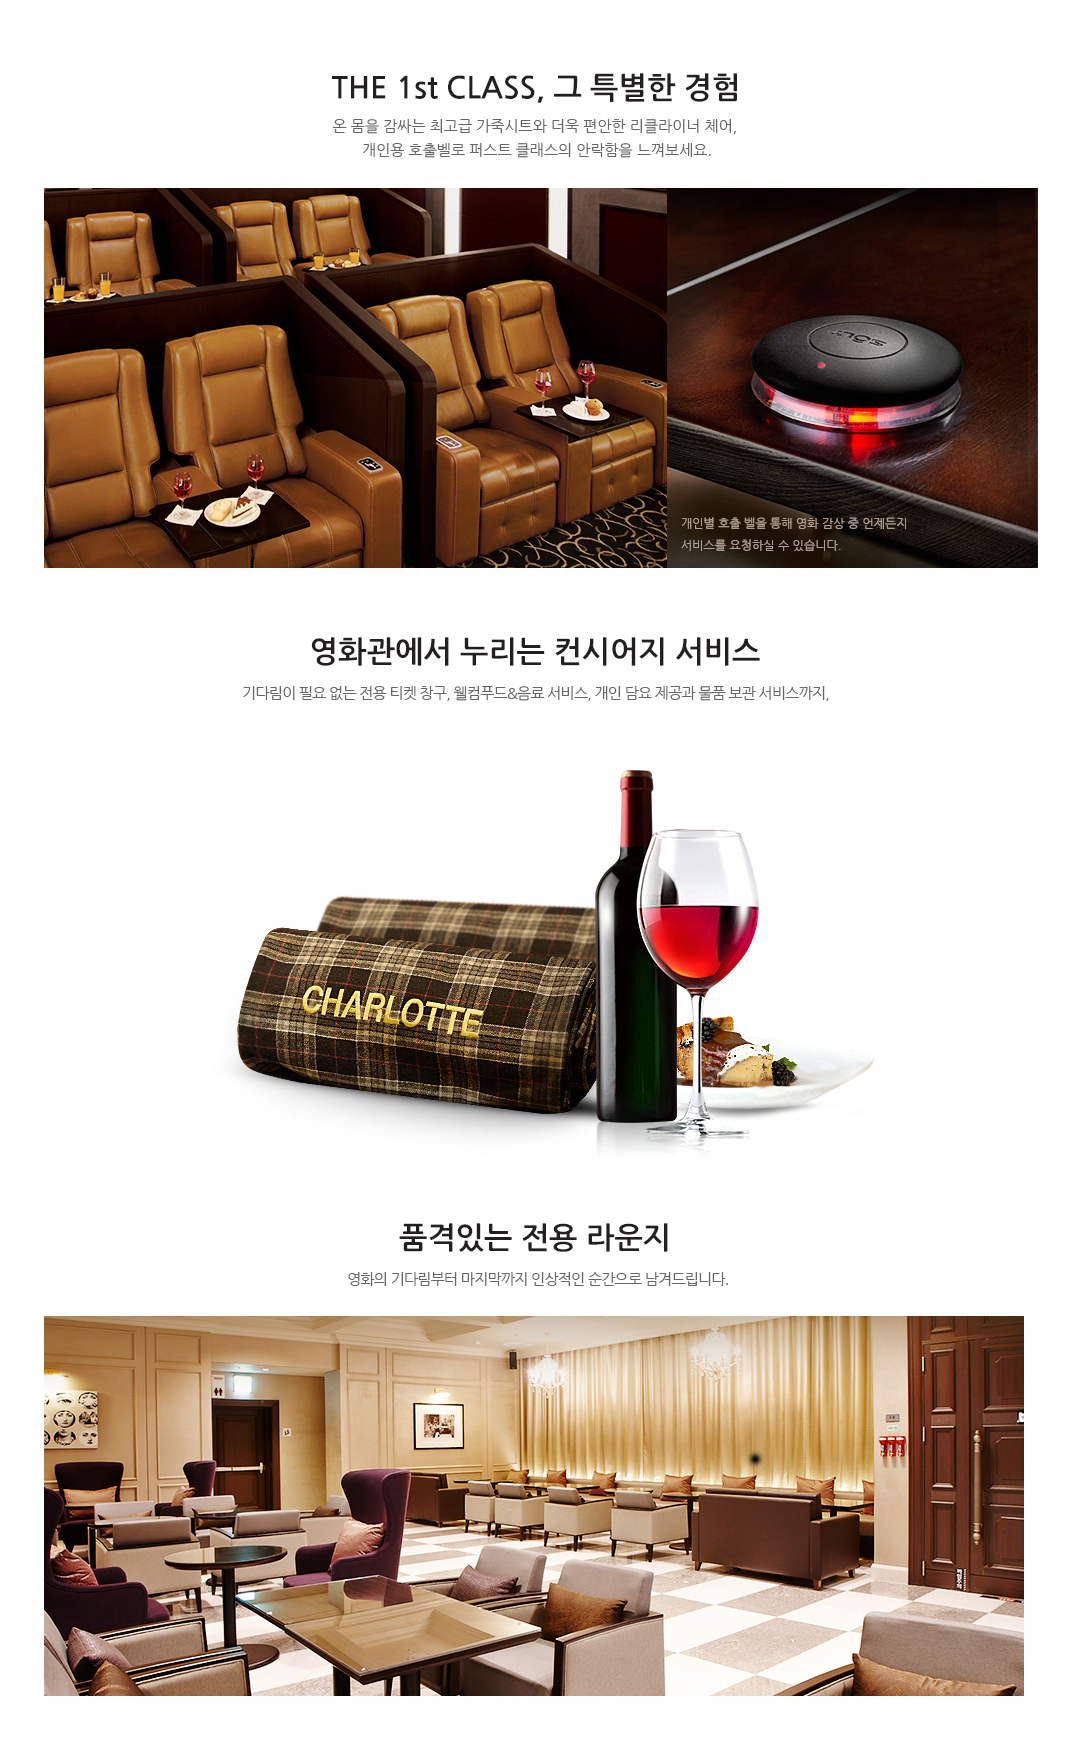 THE 1st CLASS, 그 특별한 경험
온 몸을 감싸는 최고급 가죽시트와 더욱 편안한 리클라이너 체어,
개인용 호출벨로 퍼스트 클래스의 안락함을 느껴보세요.
SOLT
개인별 호출 벨을 통해 영화 감상 중 언제든지
서비스를 요청하실 수 있습니다.
영화관에서 누리는 컨시어지 서비스
기다림이 필요 없는 전용 티켓 창구, 웰컴푸드&음료 서비스, 개인 담요 제공과 물품 보관 서비스까지,
CHARLOTTE
품격있는 전용 라운지
영화의 기다림부터 마지막까지 인상적인 순간으로 남겨드립니다.